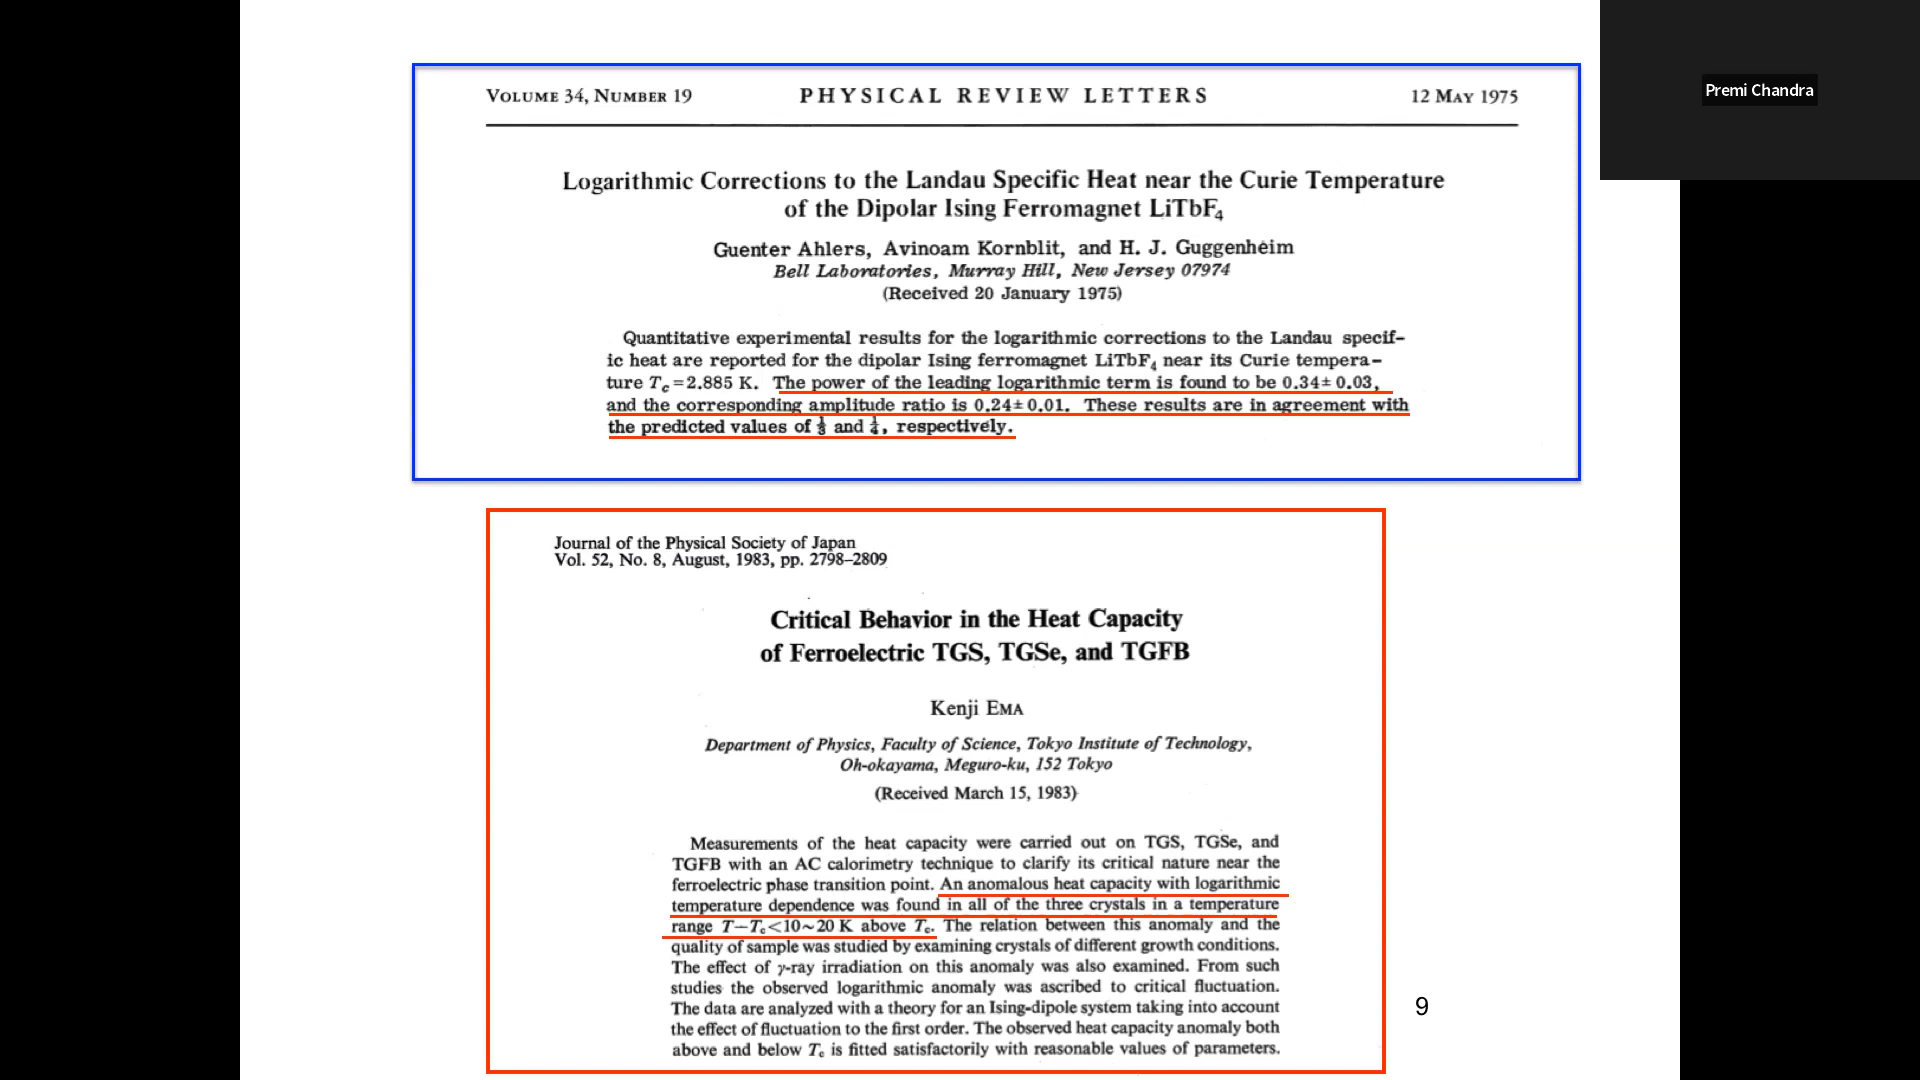 Premi Chandra
VOLUME 34, NUMBER 19 PHYSICAL REVIEW LETTERS 12 MAY 1975
Logarithmic Corrections to the Landau Specific Heat near the Curie Temperature
of the Dipolar Ising Ferromagnet LiTbF₄
Guenter Ahlers, Avinoam Kornblit, and H. J. Guggenheim
Bell Laboratories, Murray Hill, New Jersey 07974
(Received 20 January 1975)
Quantitative experimental results for the logarithmic corrections to the Landau specif-
ic heat are reported for the dipolar Ising ferromagnet LiTbF₄ near its Curie tempera-
ture T_c=2.885 K. The power of the leading logarithmic term is found to be 0.34±0.03,
and the corresponding amplitude ratio is 0.24±0.01. These results are in agreement with
the predicted values of ⅓ and ¼, respectively.
Journal of the Physical Society of Japan
Vol. 52, No. 8, August, 1983, pp. 2798–2809
Critical Behavior in the Heat Capacity
of Ferroelectric TGS, TGSe, and TGFB
Kenji EMA
Department of Physics, Faculty of Science, Tokyo Institute of Technology,
Oh-okayama, Meguro-ku, 152 Tokyo
(Received March 15, 1983)
Measurements of the heat capacity were carried out on TGS, TGSe, and
TGFB with an AC calorimetry technique to clarify its critical nature near the
ferroelectric phase transition point. An anomalous heat capacity with logarithmic
temperature dependence was found in all of the three crystals in a temperature
range T−T_c<10~20 K above T_c. The relation between this anomaly and the
quality of sample was studied by examining crystals of different growth conditions.
The effect of γ-ray irradiation on this anomaly was also examined. From such
studies the observed logarithmic anomaly was ascribed to critical fluctuation.
The data are analyzed with a theory for an Ising-dipole system taking into account
the effect of fluctuation to the first order. The observed heat capacity anomaly both
above and below T_c is fitted satisfactorily with reasonable values of parameters.
9